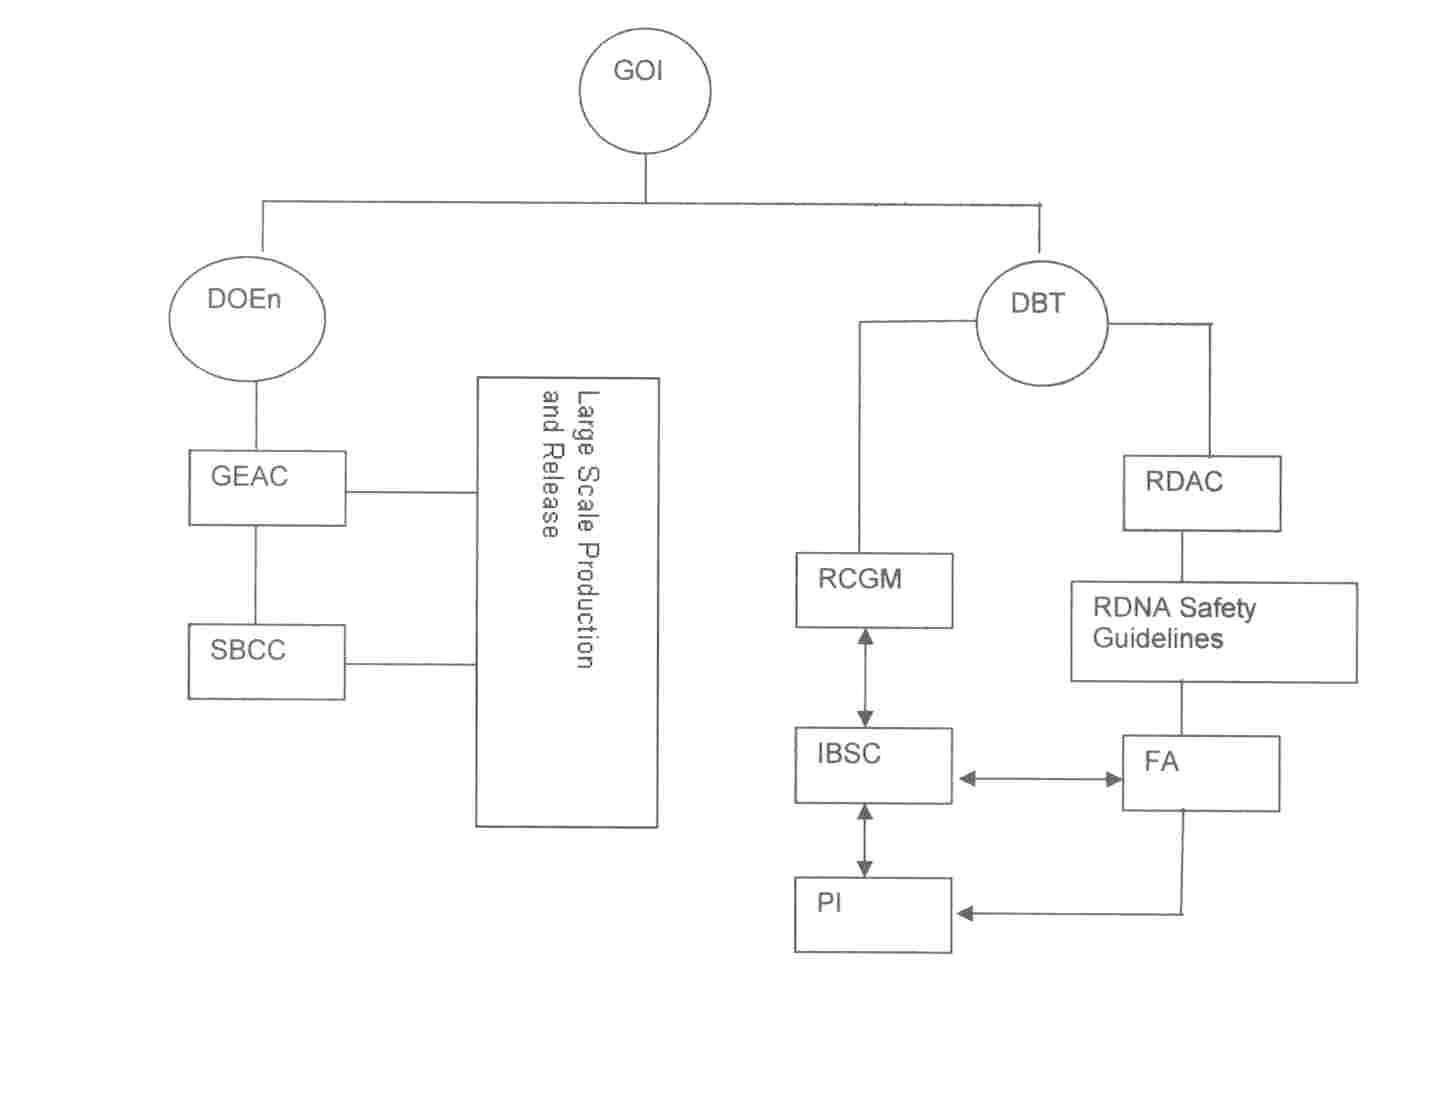 GOI
DOEn
DBT
Large Scale Production
and Release
GEAC
RDAC
RCGM
RDNA Safety
Guidelines
SBCC
IBSC
FA
PI